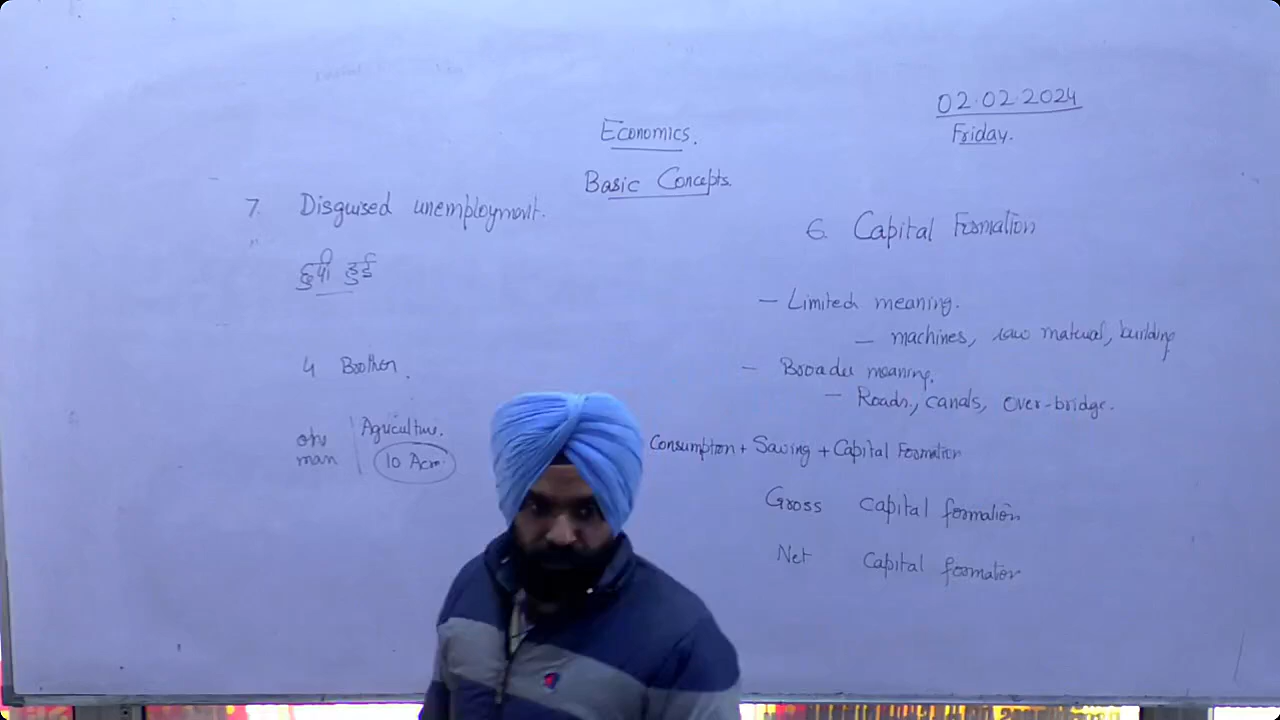 02.02.2024
Friday.
Economics.
Basic Concepts.
7. Disguised unemployment.
छुपी हुई
4 Brother.
one man
Agriculture.
10 Acre.
6. Capital Formation
- Limited meaning.
- machines, raw material, building
- Broader meaning.
- Roads, canals, over-bridge.
Consumption + Saving + Capital Formation
Gross Capital formation
Net Capital formation